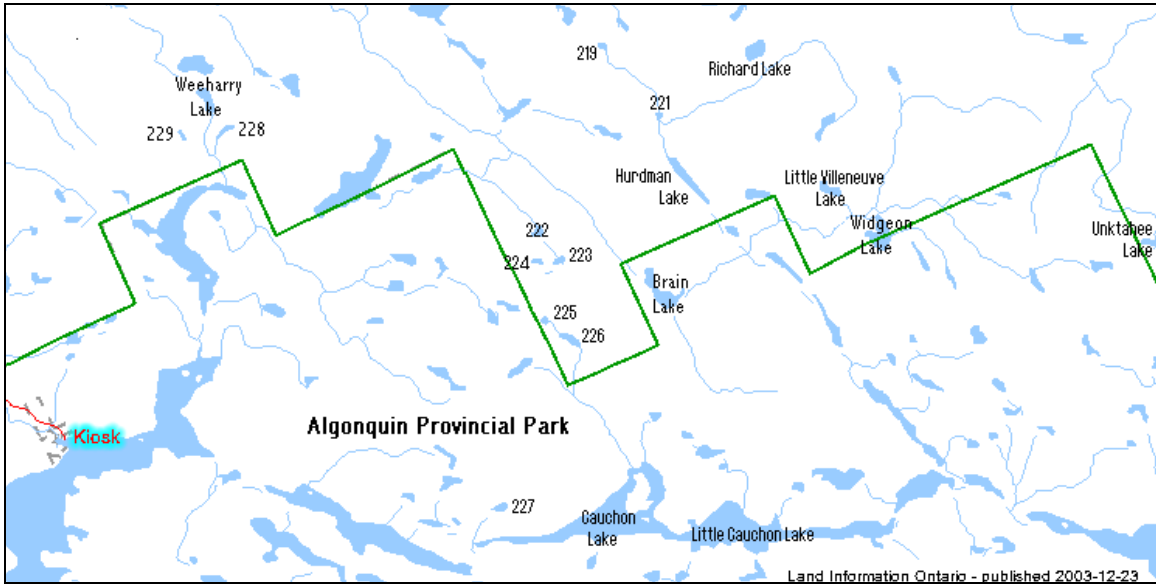 219
Richard Lake
Weeharry
Lake
221
229
228
Hurdman
Lake
Little Villeneuve
Lake
Widgeon
Lake
Unktahee
Lake
222
223
224
Brain
Lake
225
226
Algonquin Provincial Park
Kiosk
227
Cauchon
Lake
Little Cauchon Lake
Land Information Ontario - published 2003-12-23